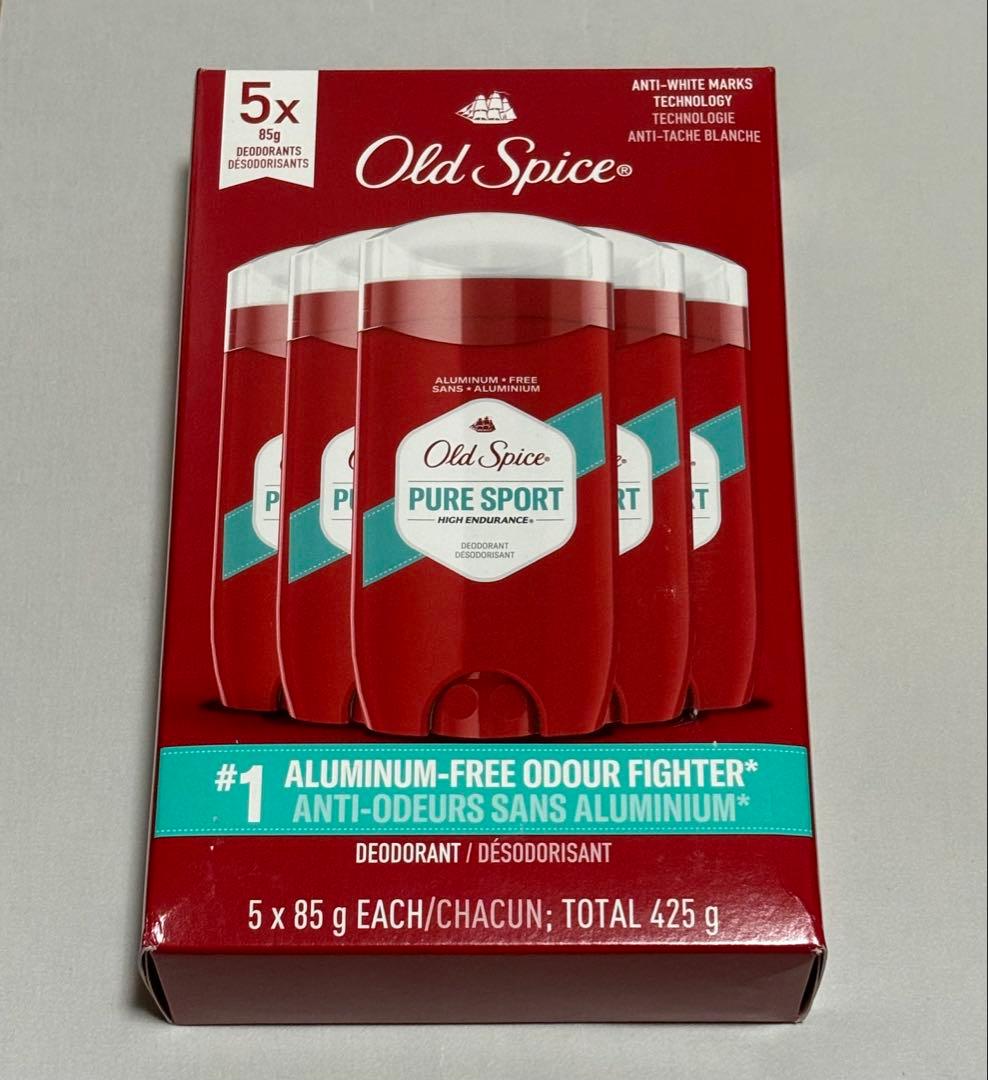 5x
85g
DEODORANTS
DÉSODORISANTS
ANTI-WHITE MARKS
TECHNOLOGY
TECHNOLOGIE
ANTI-TACHE BLANCHE
Old Spice®
ALUMINUM • FREE
SANS • ALUMINIUM
Old Spice®
PURE SPORT
HIGH ENDURANCE®
DEODORANT
DÉSODORISANT
P
P
RT
RT
#1 ALUMINUM-FREE ODOUR FIGHTER*
ANTI-ODEURS SANS ALUMINIUM*
DEODORANT / DÉSODORISANT
5 x 85 g EACH/CHACUN; TOTAL 425 g